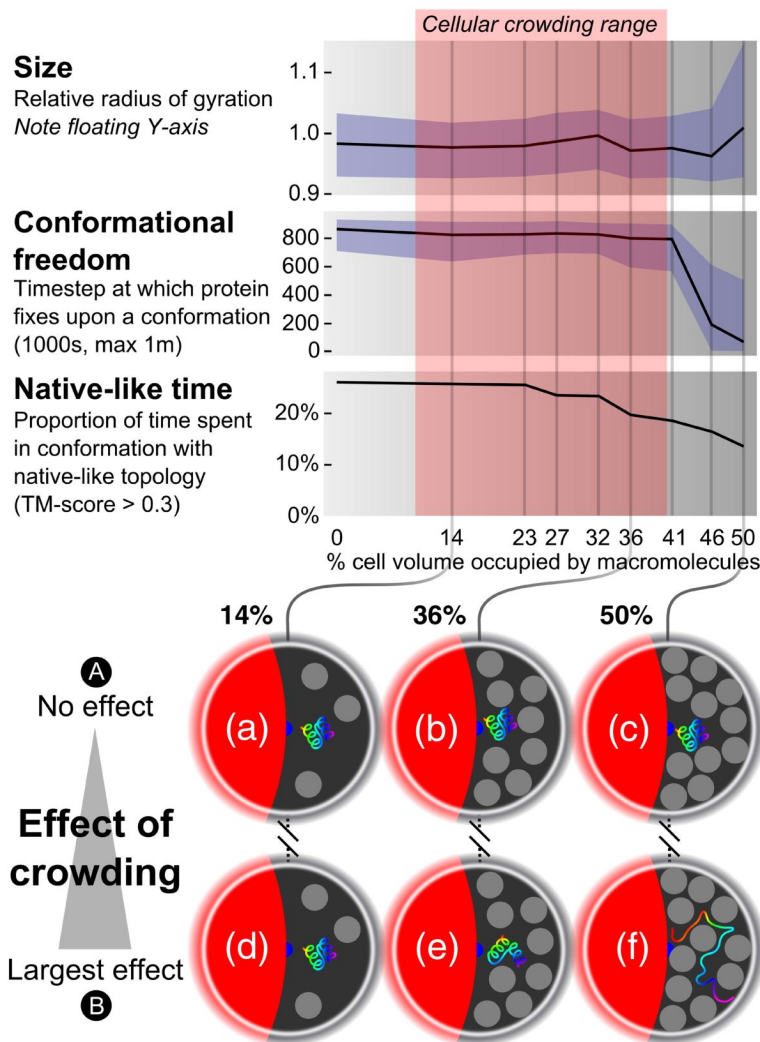 Cellular crowding range
Size
Relative radius of gyration
Note floating Y-axis
1.1
1.0
0.9
Conformational
freedom
Timestep at which protein
fixes upon a conformation
(1000s, max 1m)
800
600
400
200
0
Native-like time
Proportion of time spent
in conformation with
native-like topology
(TM-score > 0.3)
20%
10%
0%
0 14 23 27 32 36 41 46 50
% cell volume occupied by macromolecules
14% 36% 50%
A
No effect
(a) (b) (c)
Effect of
crowding
(d) (e) (f)
Largest effect
B